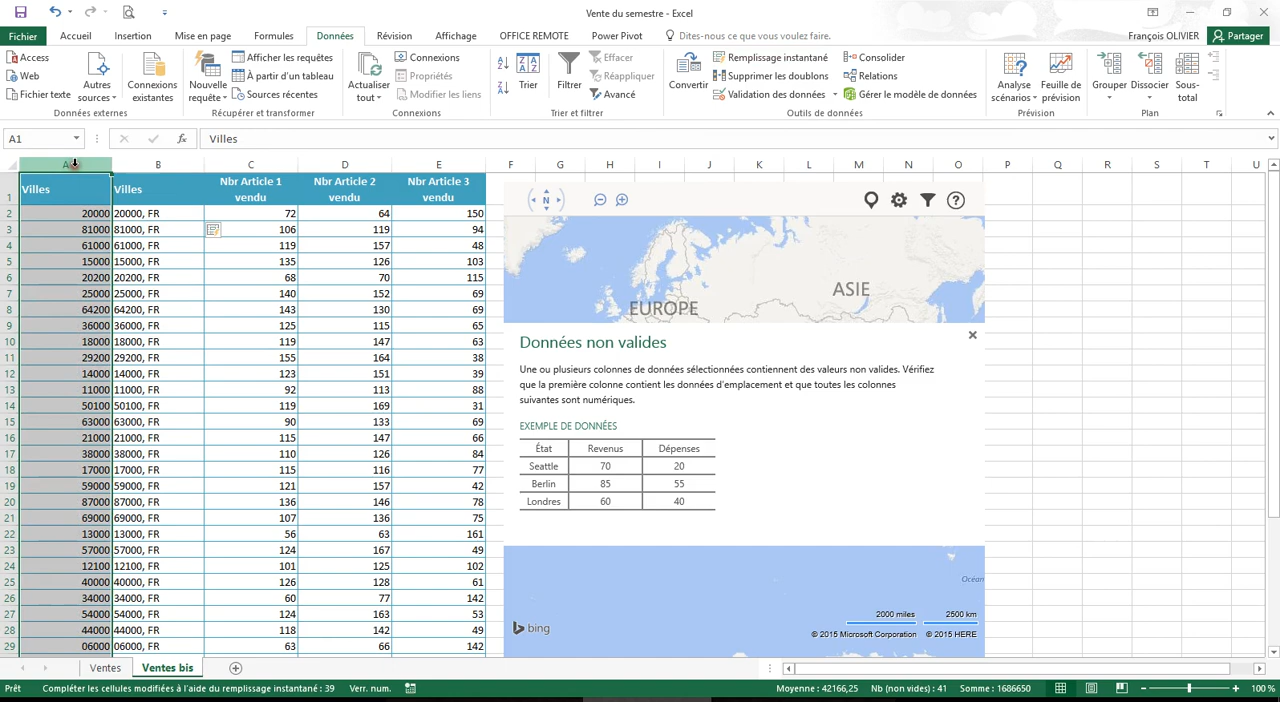 Vente du semestre - Excel
Fichier Accueil Insertion Mise en page Formules Données Révision Affichage OFFICE REMOTE Power Pivot Dites-nous ce que vous voulez faire. François OLIVIER Partager
Access
Web
Fichier texte
Autres sources
Connexions existantes
Données externes
Nouvelle requête
Afficher les requêtes
À partir d'un tableau
Sources récentes
Récupérer et transformer
Actualiser tout
Connexions
Propriétés
Modifier les liens
Connexions
Trier
Filtrer
Effacer
Réappliquer
Avancé
Trier et filtrer
Convertir
Remplissage instantané
Supprimer les doublons
Validation des données
Consolider
Relations
Gérer le modèle de données
Outils de données
Analyse scénarios
Feuille de prévision
Prévision
Grouper
Dissocier
Sous-total
Plan
A1 fx Villes
A B C D E F G H I J K L M N O P Q R S T U
1 Villes Villes Nbr Article 1 vendu Nbr Article 2 vendu Nbr Article 3 vendu
2 20000 20000, FR 72 64 150
3 81000 81000, FR 106 119 94
4 61000 61000, FR 119 157 48
5 15000 15000, FR 135 126 103
6 20200 20200, FR 68 70 115
7 25000 25000, FR 140 152 69
8 64200 64200, FR 143 130 69
9 36000 36000, FR 125 115 65
10 18000 18000, FR 119 147 63
11 29200 29200, FR 155 164 38
12 14000 14000, FR 123 151 39
13 11000 11000, FR 92 113 88
14 50100 50100, FR 119 169 31
15 63000 63000, FR 90 133 69
16 21000 21000, FR 115 147 66
17 38000 38000, FR 110 126 84
18 17000 17000, FR 115 116 77
19 59000 59000, FR 121 157 42
20 87000 87000, FR 136 146 78
21 69000 69000, FR 107 136 75
22 13000 13000, FR 56 63 161
23 57000 57000, FR 124 167 49
24 12100 12100, FR 101 125 102
25 40000 40000, FR 126 128 61
26 34000 34000, FR 60 77 142
27 54000 54000, FR 124 163 53
28 44000 44000, FR 118 142 49
29 06000 06000, FR 63 66 142
N
EUROPE
ASIE
Données non valides
Une ou plusieurs colonnes de données sélectionnées contiennent des valeurs non valides. Vérifiez
que la première colonne contient les données d'emplacement et que toutes les colonnes
suivantes sont numériques.
EXEMPLE DE DONNÉES
État Revenus Dépenses
Seattle 70 20
Berlin 85 55
Londres 60 40
Océan
2000 miles 2500 km
bing © 2015 Microsoft Corporation © 2015 HERE
Ventes Ventes bis
Prêt Compléter les cellules modifiées à l'aide du remplissage instantané : 39 Verr. num. Moyenne : 42166,25 Nb (non vides) : 41 Somme : 1686650 100 %